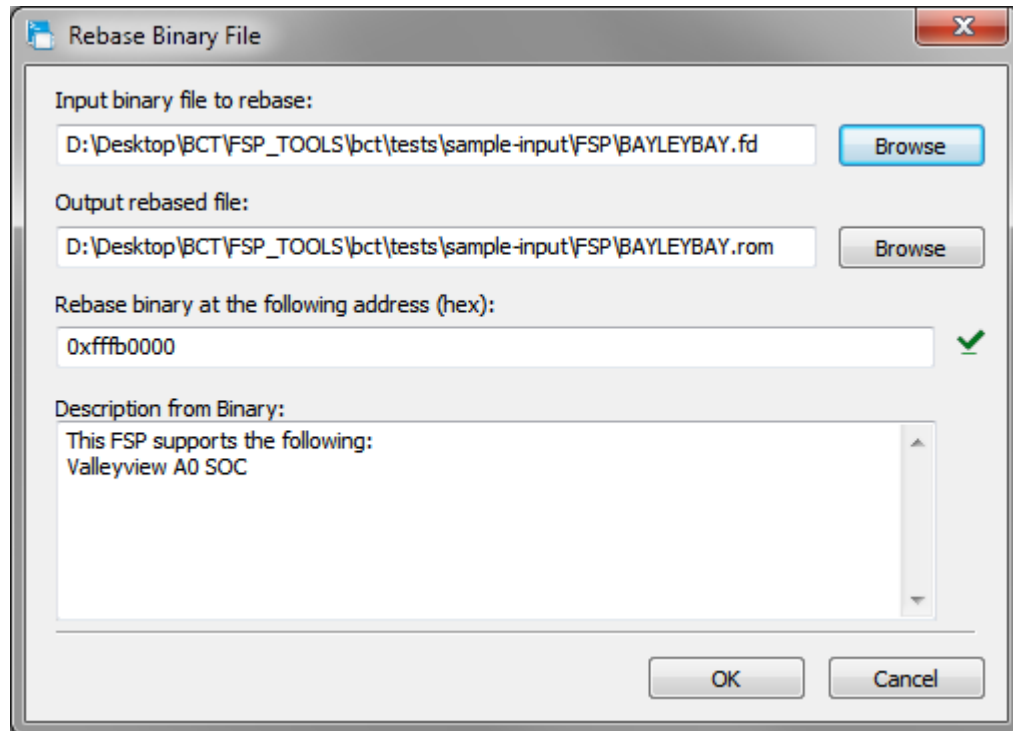 Rebase Binary File
Input binary file to rebase:
D:\Desktop\BCT\FSP_TOOLS\bct\tests\sample-input\FSP\BAYLEYBAY.fd
Browse
Output rebased file:
D:\Desktop\BCT\FSP_TOOLS\bct\tests\sample-input\FSP\BAYLEYBAY.rom
Browse
Rebase binary at the following address (hex):
0xfffb0000
Description from Binary:
This FSP supports the following:
Valleyview A0 SOC
OK
Cancel